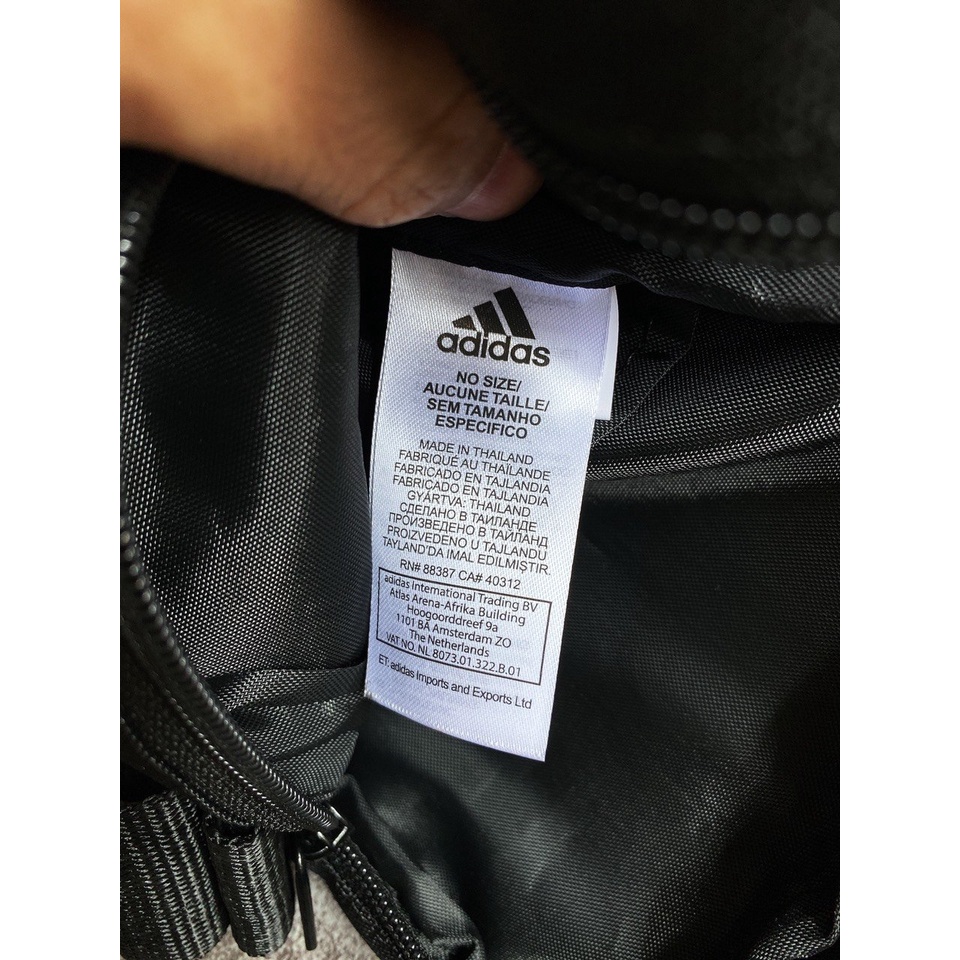 adidas
NO SIZE/
AUCUNE TAILLE/
SEM TAMANHO
ESPECIFICO
MADE IN THAILAND
FABRIQUÉ AU THAÏLANDE
FABRICADO EN TAJLANDIA
FABRICADO EN TAJLANDIA
GYÁRTVA: THAILAND
СДЕЛАНО В ТАИЛАНДЕ
ПРОИЗВЕДЕНО В ТАЙЛАНД
PROIZVEDENO U TAJLANDU
TAYLAND'DA IMAL EDILMIŞTIR.
RN# 88387 CA# 40312
adidas International Trading BV
Atlas Arena-Afrika Building
Hoogoorddreef 9a
1101 BA Amsterdam ZO
The Netherlands
VAT NO. NL 8073.01.322.B.01
ET: adidas Imports and Exports Ltd